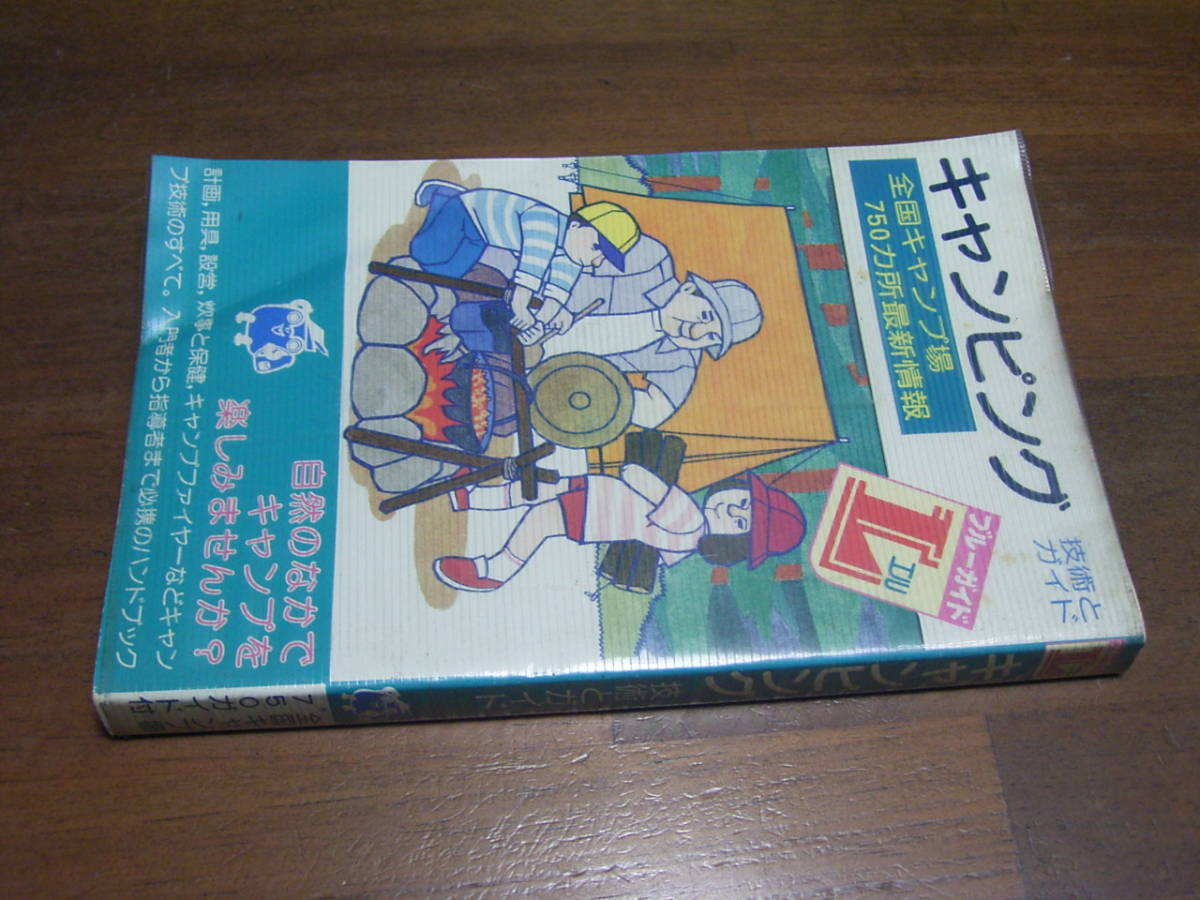 キャンピング
技術と
ガイド
全国キャンプ場
750カ所最新情報
ブルーガイド
L
エル
自然のなかで
キャンプを
楽しみませんか?
計画,用具,設営,炊事と保健,キャンプファイヤーなどキャン
プ技術のすべて。入門者から指導者まで必携のハンドブック
キャンピング
技術とガイド
全国キャンプ場
750ガイド付